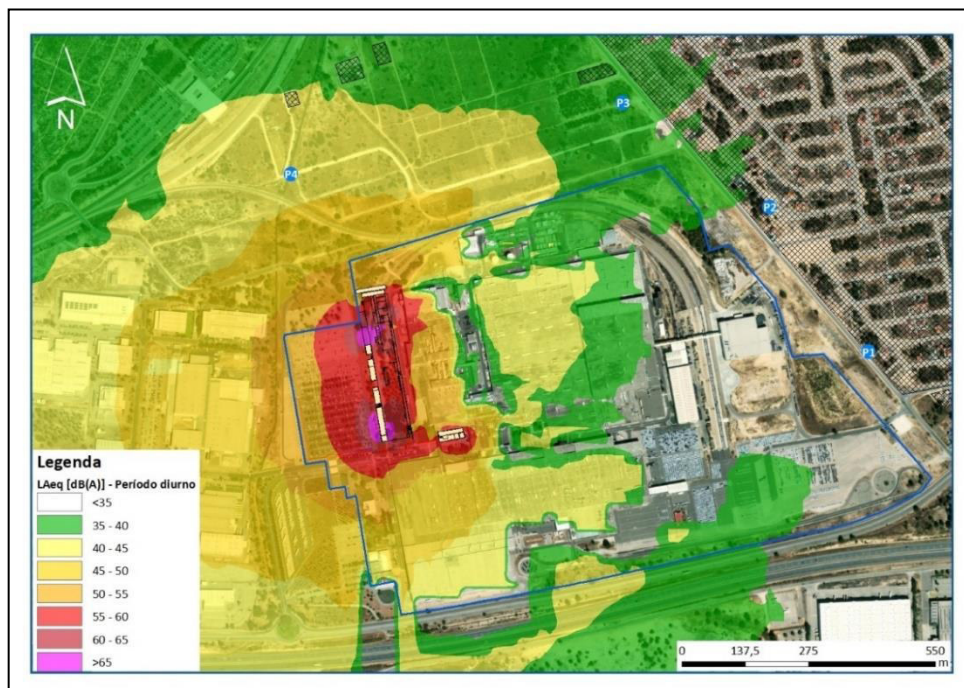 N
P4
P3
P2
P1
Legenda
LAeq [dB(A)] - Período diurno
<35
35 - 40
40 - 45
45 - 50
50 - 55
55 - 60
60 - 65
>65
0 137,5 275 550
m